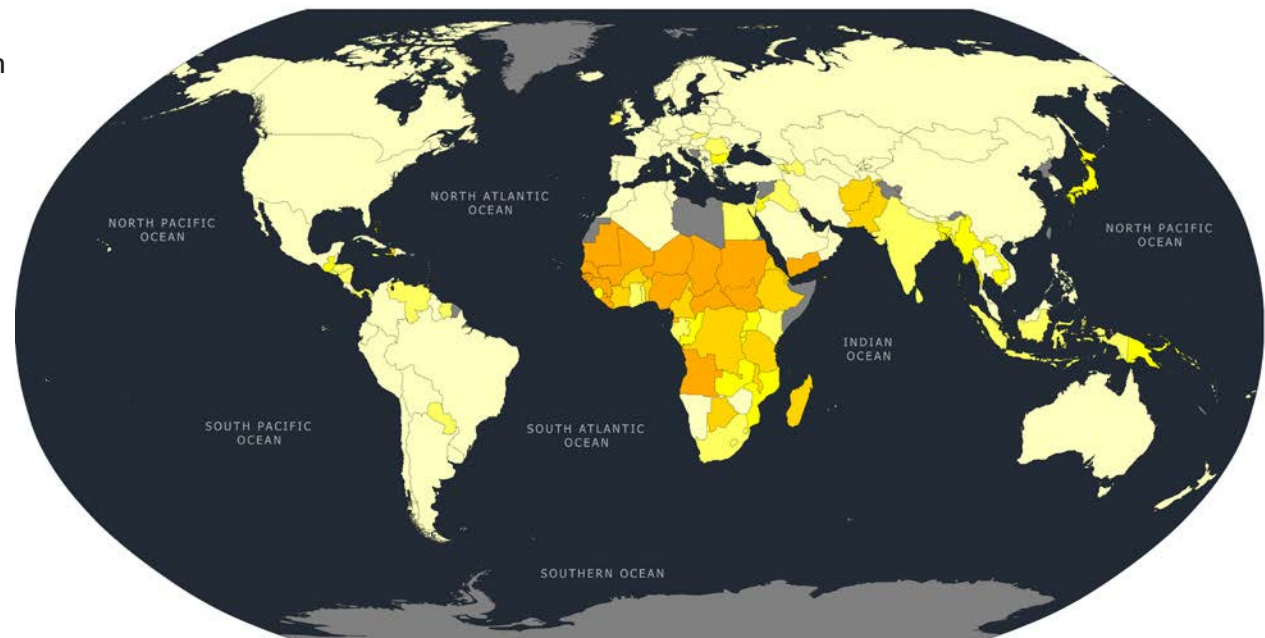 n
NORTH ATLANTIC
OCEAN
NORTH PACIFIC
OCEAN
NORTH PACIFIC
OCEAN
INDIAN
OCEAN
SOUTH PACIFIC
OCEAN
SOUTH ATLANTIC
OCEAN
SOUTHERN OCEAN